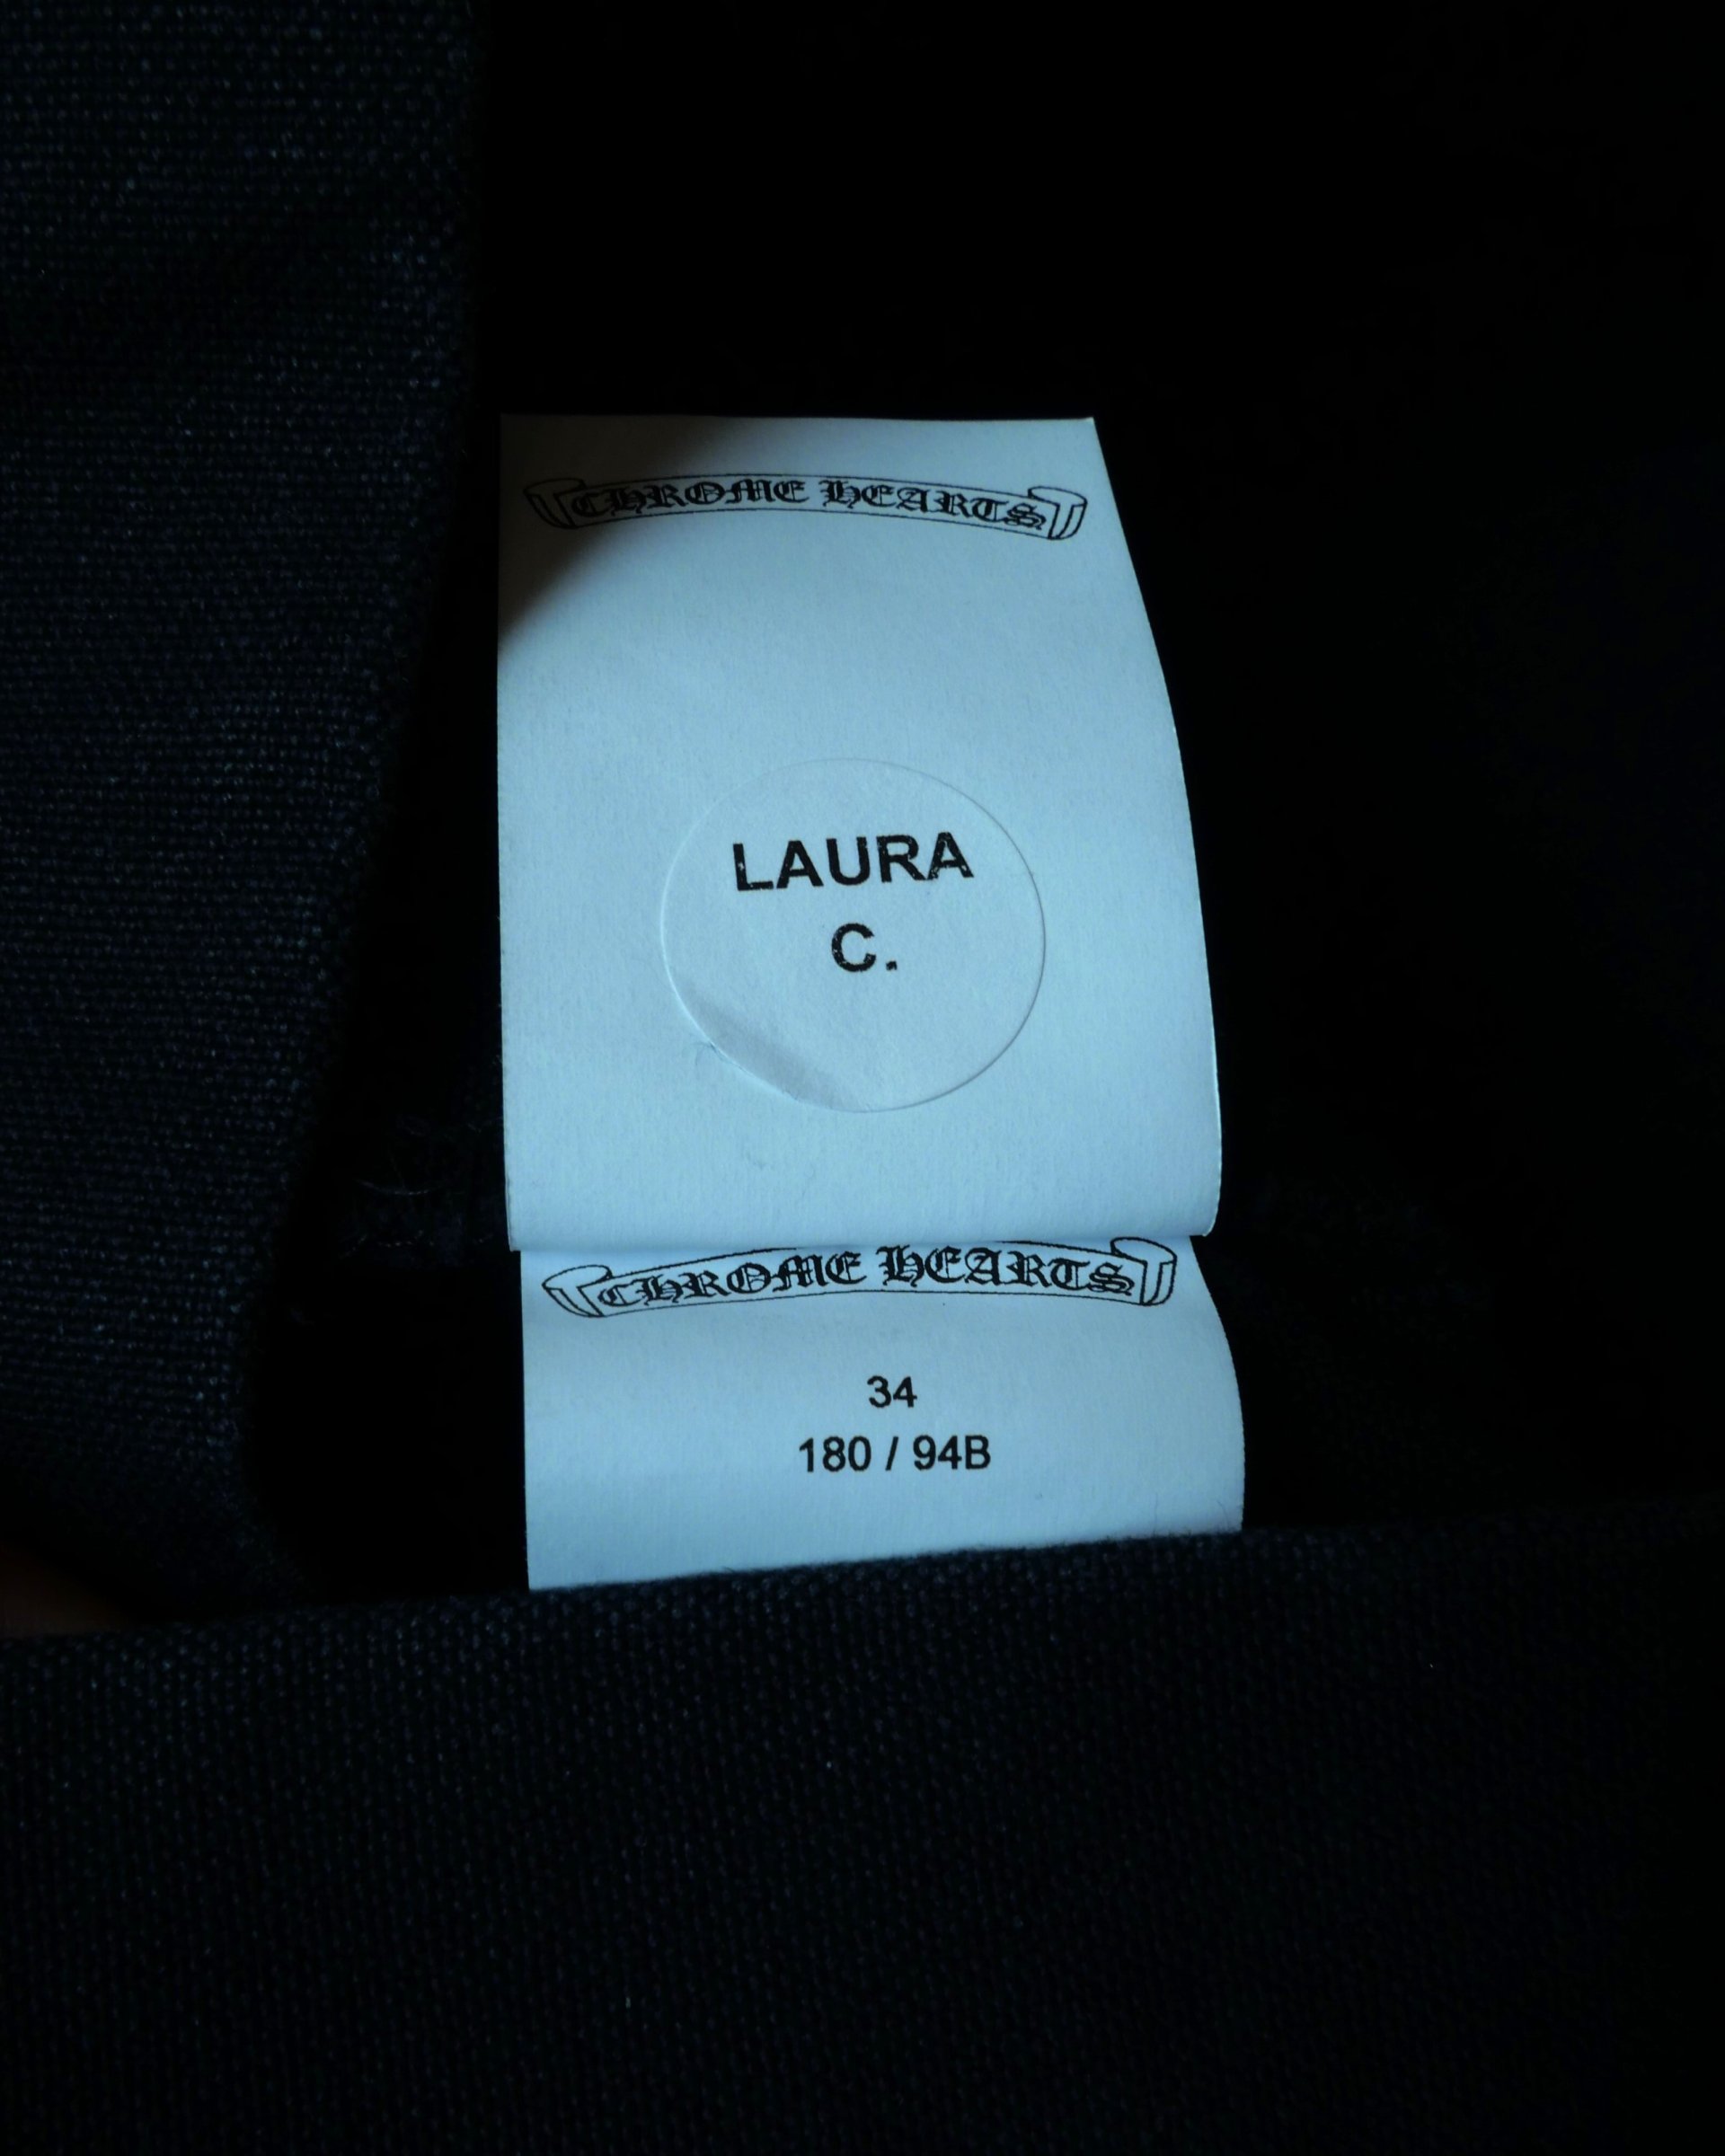 CHROME HEARTS
LAURA
C.
CHROME HEARTS
34
180 / 94B